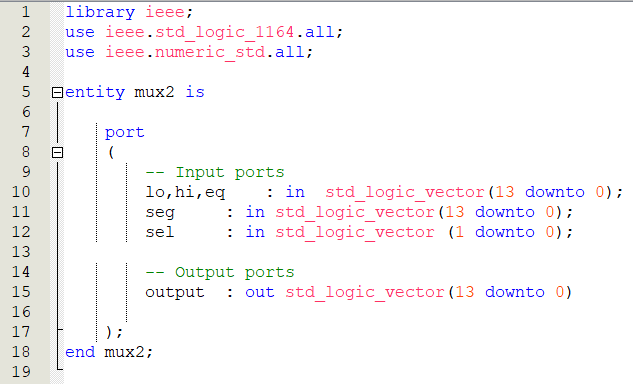 1 library ieee;
2 use ieee.std_logic_1164.all;
3 use ieee.numeric_std.all;
4
5 entity mux2 is
6
7 port
8 (
9 -- Input ports
10 lo,hi,eq : in std_logic_vector(13 downto 0);
11 seg : in std_logic_vector(13 downto 0);
12 sel : in std_logic_vector (1 downto 0);
13
14 -- Output ports
15 output : out std_logic_vector(13 downto 0)
16
17 );
18 end mux2;
19